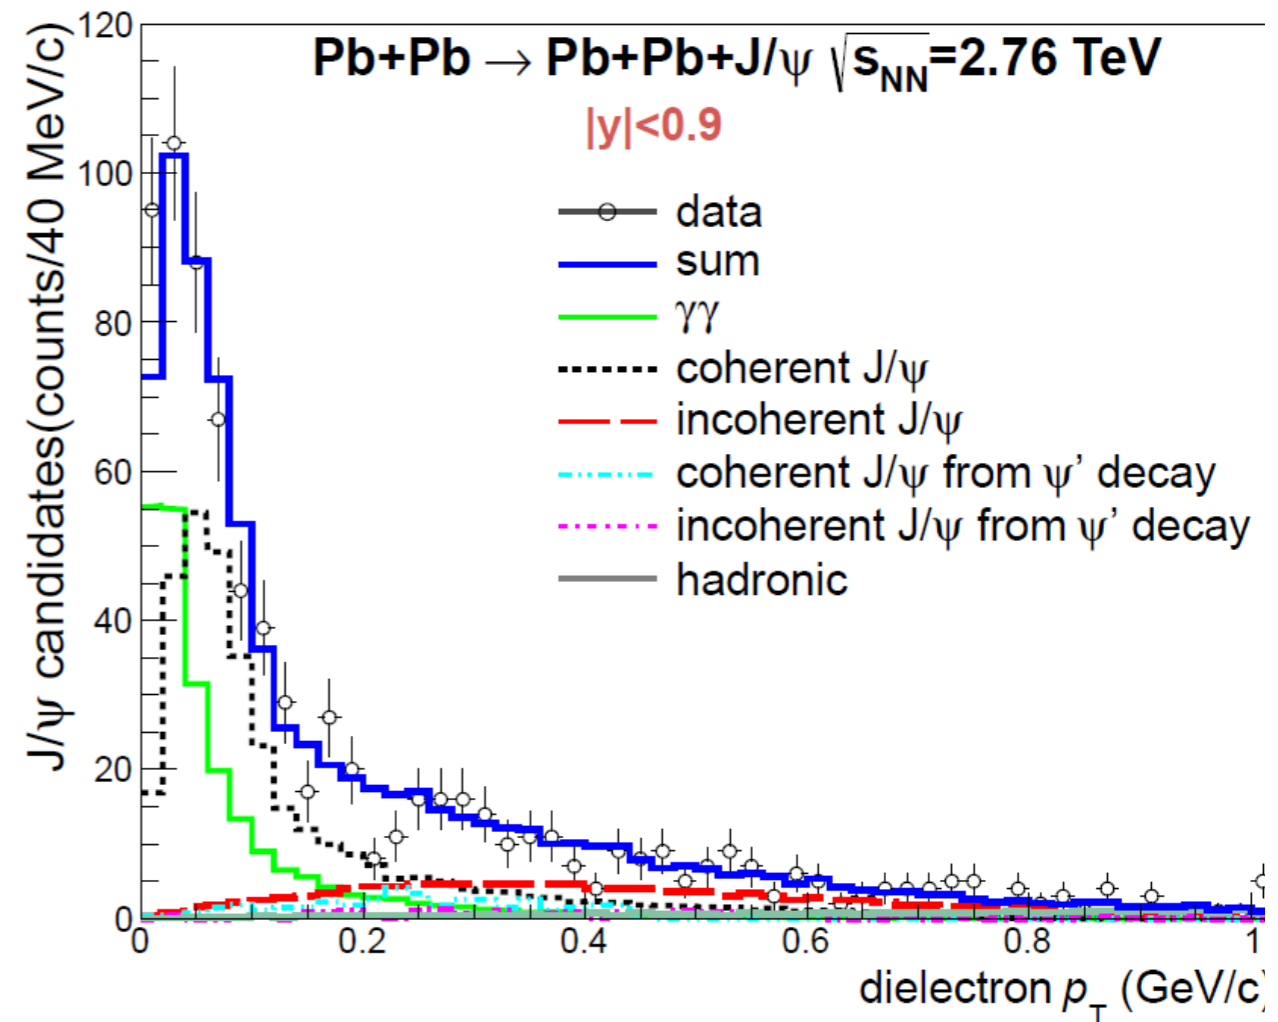 Pb+Pb → Pb+Pb+J/ψ √sNN=2.76 TeV
|y|<0.9
data
sum
γγ
coherent J/ψ
incoherent J/ψ
coherent J/ψ from ψ' decay
incoherent J/ψ from ψ' decay
hadronic
J/ψ candidates(counts/40 MeV/c)
120
100
80
60
40
20
0
0 0.2 0.4 0.6 0.8 1
dielectron pT (GeV/c)